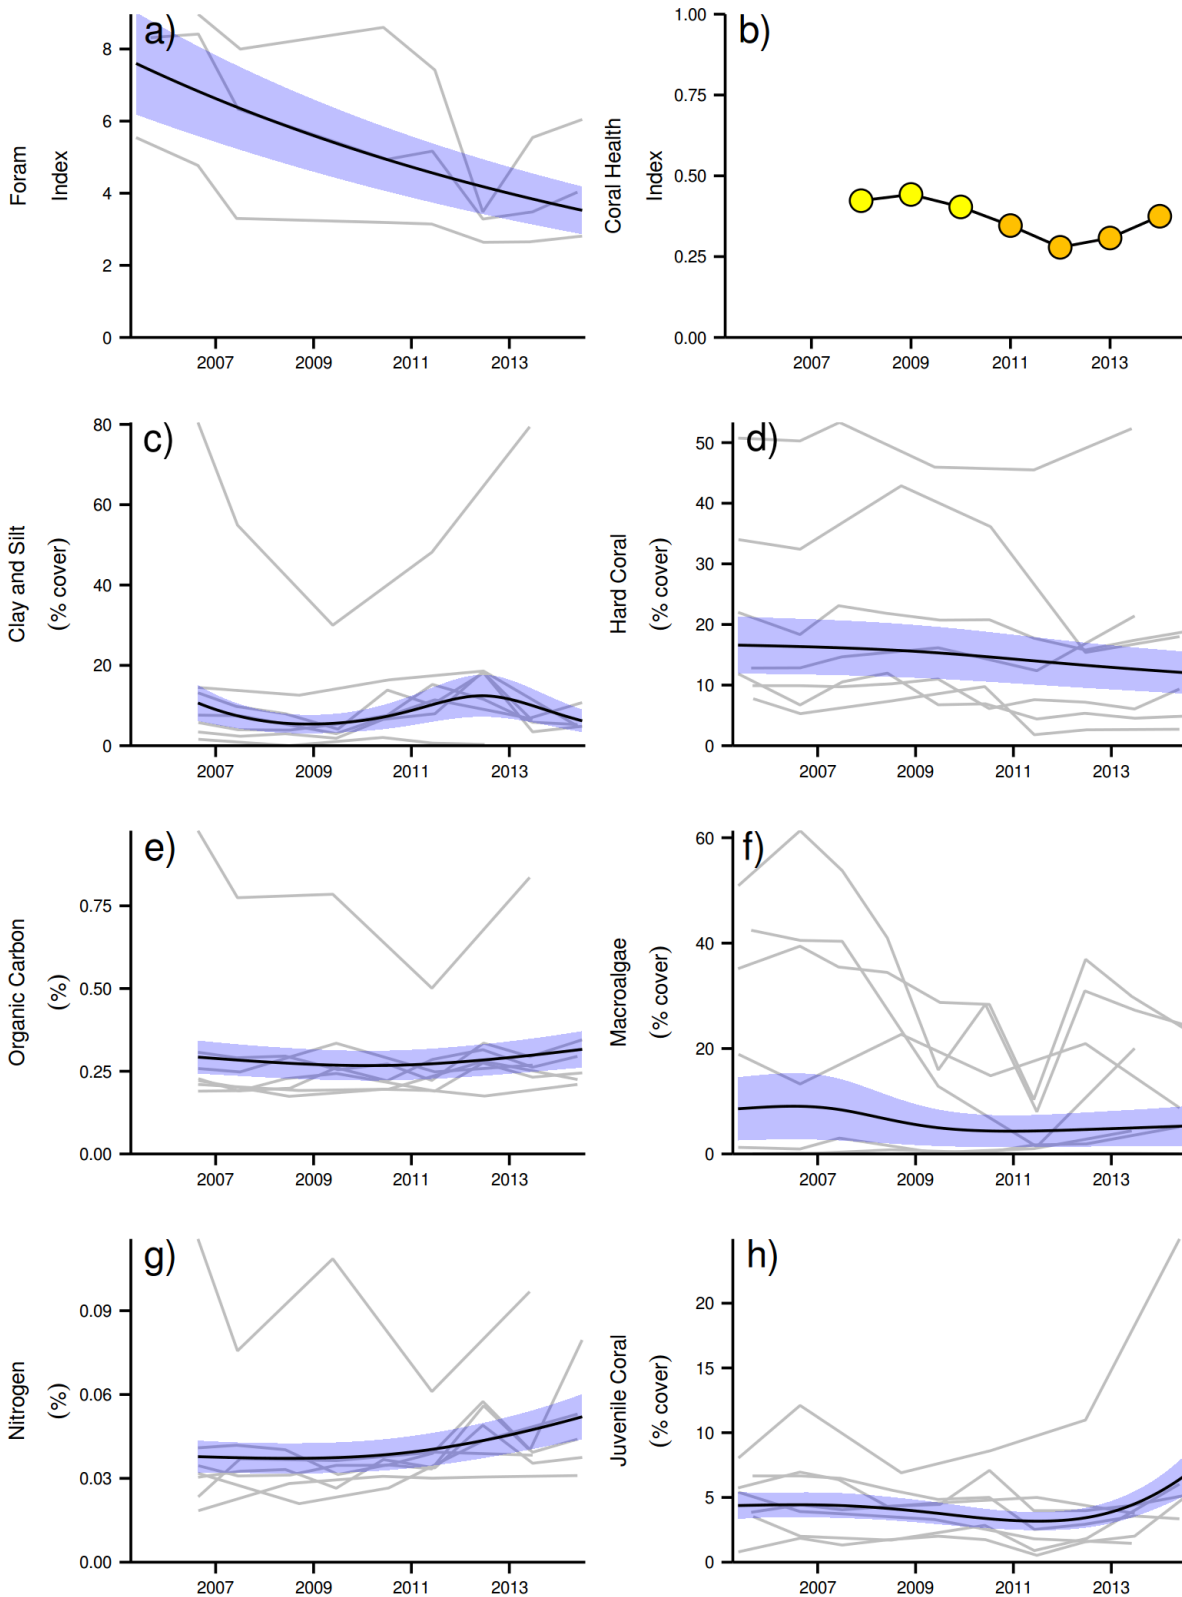 a)
Foram
Index
8
6
4
2
0
2007 2009 2011 2013
b)
Coral Health
Index
1.00
0.75
0.50
0.25
0.00
2007 2009 2011 2013
c)
Clay and Silt
(% cover)
80
60
40
20
0
2007 2009 2011 2013
d)
Hard Coral
(% cover)
50
40
30
20
10
0
2007 2009 2011 2013
e)
Organic Carbon
(%)
0.75
0.50
0.25
0.00
2007 2009 2011 2013
f)
Macroalgae
(% cover)
60
40
20
0
2007 2009 2011 2013
g)
Nitrogen
(%)
0.09
0.06
0.03
0.00
2007 2009 2011 2013
h)
Juvenile Coral
(% cover)
20
15
10
5
0
2007 2009 2011 2013